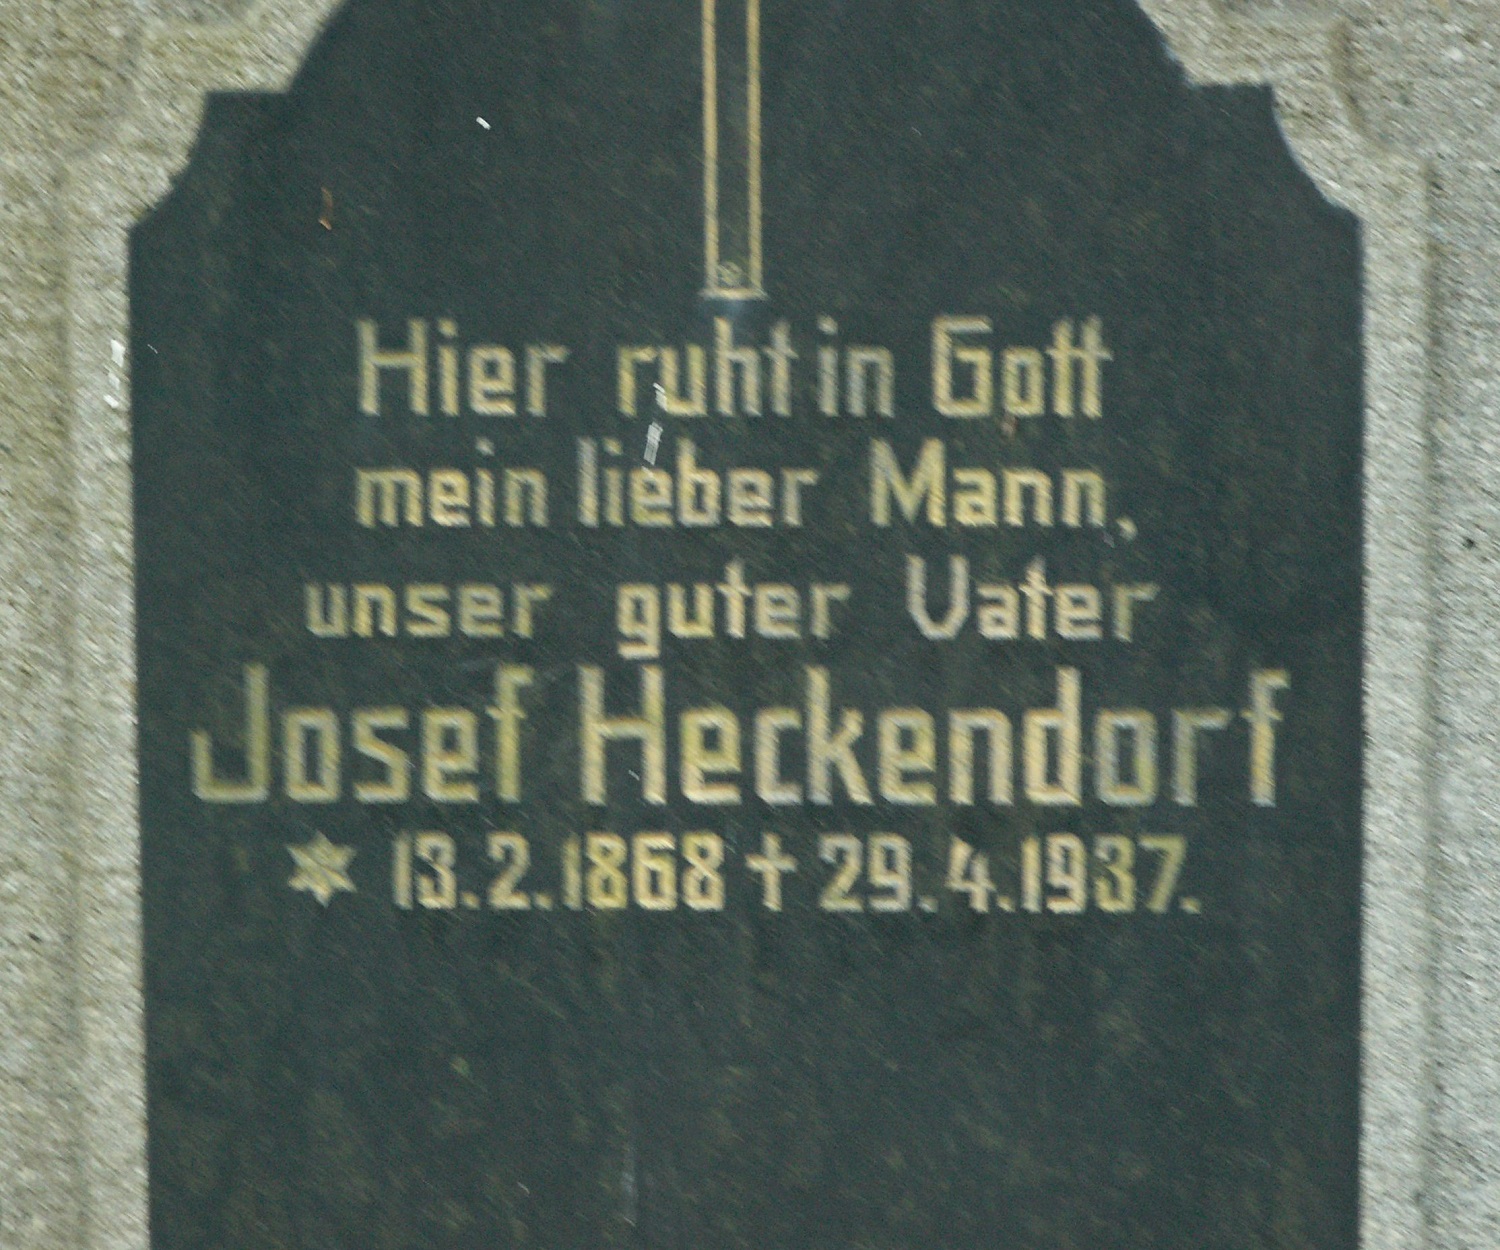 Hier ruht in Gott
mein lieber Mann,
unser guter Vater
Josef Heckendorf
* 13.2.1868 † 29.4.1937.